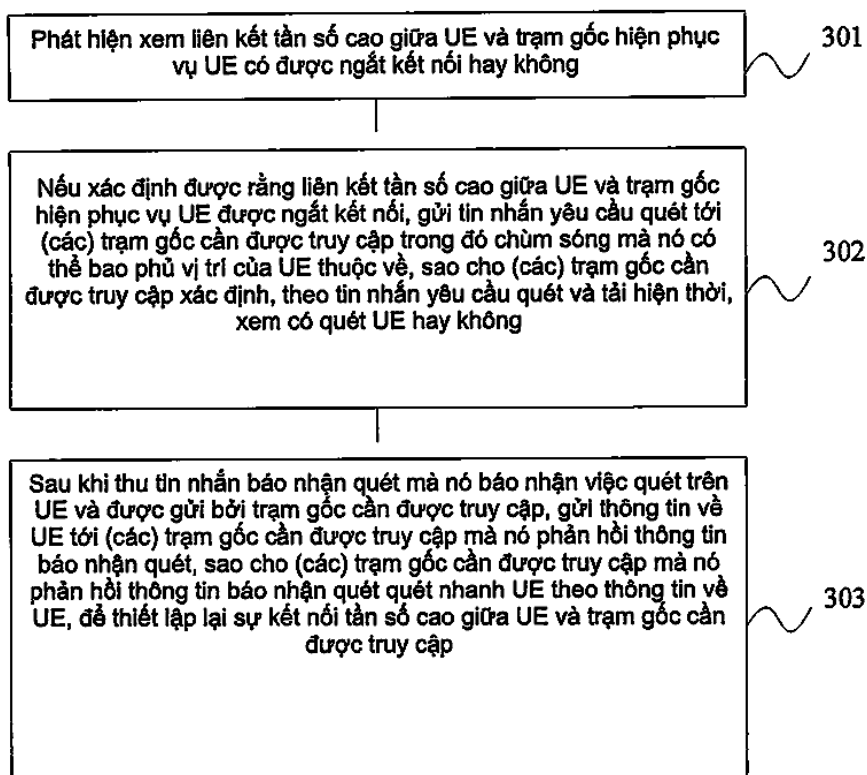 Phát hiện xem liên kết tần số cao giữa UE và trạm gốc hiện phục
vụ UE có được ngắt kết nối hay không
301
Nếu xác định được rằng liên kết tần số cao giữa UE và trạm gốc
hiện phục vụ UE được ngắt kết nối, gửi tin nhắn yêu cầu quét tới
(các) trạm gốc cần được truy cập trong đó chùm sóng mà nó có
thể bao phủ vị trí của UE thuộc về, sao cho (các) trạm gốc cần
được truy cập xác định, theo tin nhắn yêu cầu quét và tải hiện thời,
xem có quét UE hay không
302
Sau khi thu tin nhắn báo nhận quét mà nó báo nhận việc quét trên
UE và được gửi bởi trạm gốc cần được truy cập, gửi thông tin về
UE tới (các) trạm gốc cần được truy cập mà nó phản hồi thông tin
báo nhận quét, sao cho (các) trạm gốc cần được truy cập mà nó
phản hồi thông tin báo nhận quét quét nhanh UE theo thông tin về
UE, để thiết lập lại sự kết nối tần số cao giữa UE và trạm gốc cần
được truy cập
303